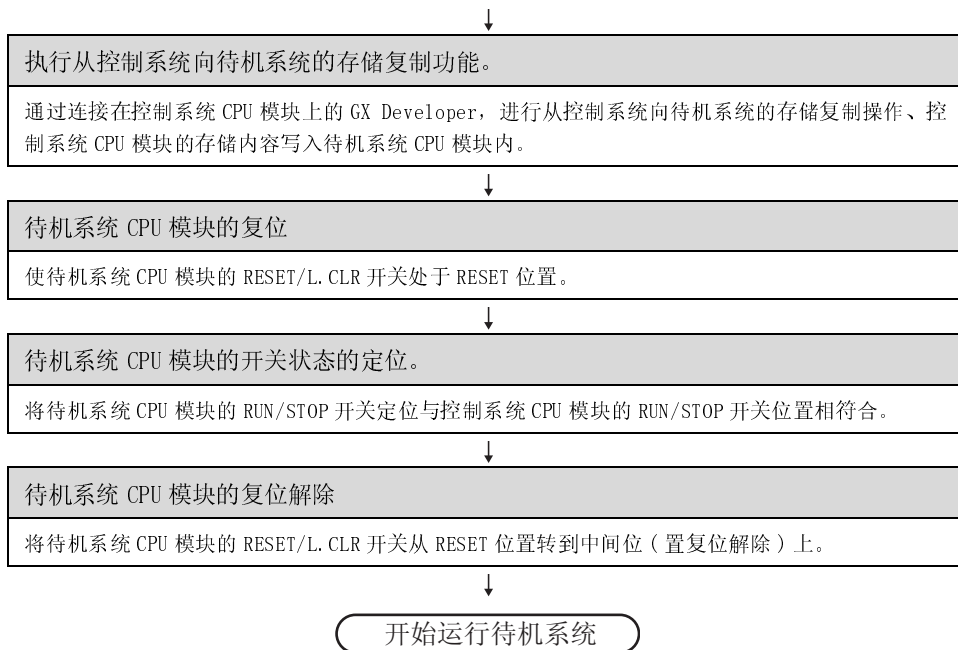 执行从控制系统向待机系统的存储复制功能。
通过连接在控制系统 CPU 模块上的 GX Developer，进行从控制系统向待机系统的存储复制操作、控
制系统 CPU 模块的存储内容写入待机系统 CPU 模块内。
待机系统 CPU 模块的复位
使待机系统 CPU 模块的 RESET/L.CLR 开关处于 RESET 位置。
待机系统 CPU 模块的开关状态的定位。
将待机系统 CPU 模块的 RUN/STOP 开关定位与控制系统 CPU 模块的 RUN/STOP 开关位置相符合。
待机系统 CPU 模块的复位解除
将待机系统 CPU 模块的 RESET/L.CLR 开关从 RESET 位置转到中间位 ( 置复位解除 ) 上。
开始运行待机系统